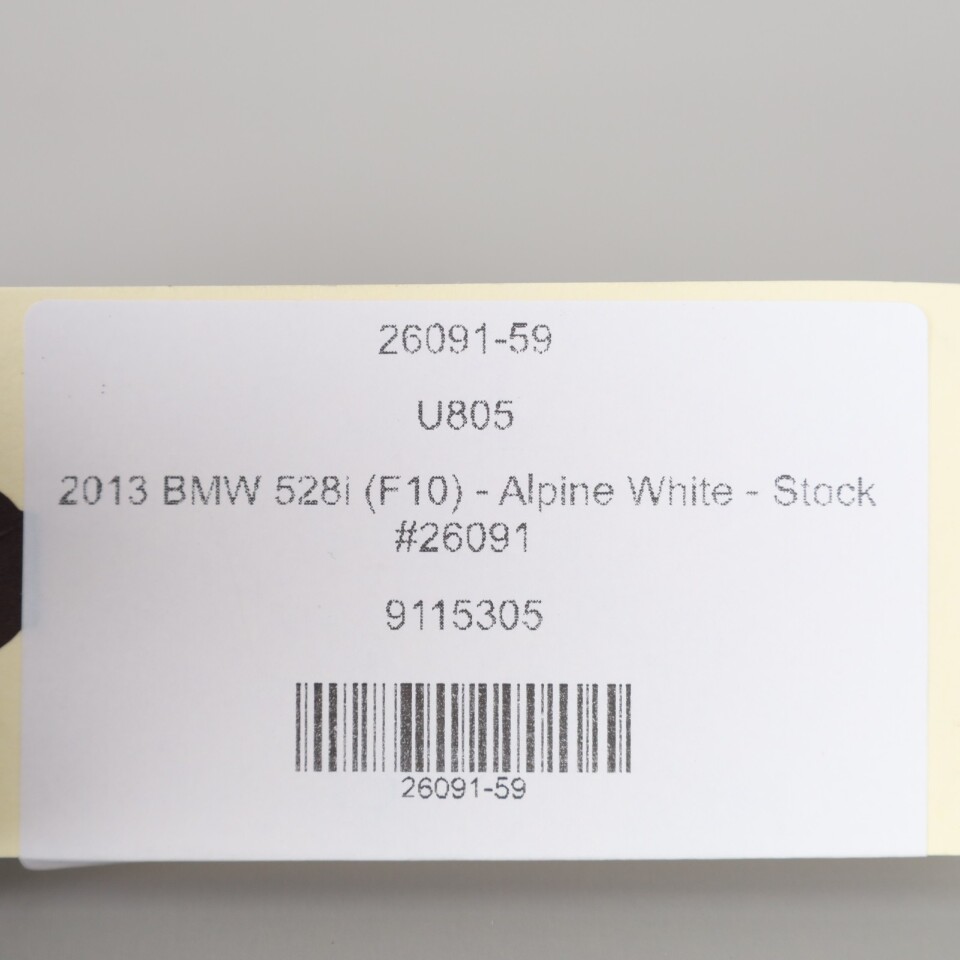 26091-59
U805
2013 BMW 528i (F10) - Alpine White - Stock
#26091
9115305
26091-59